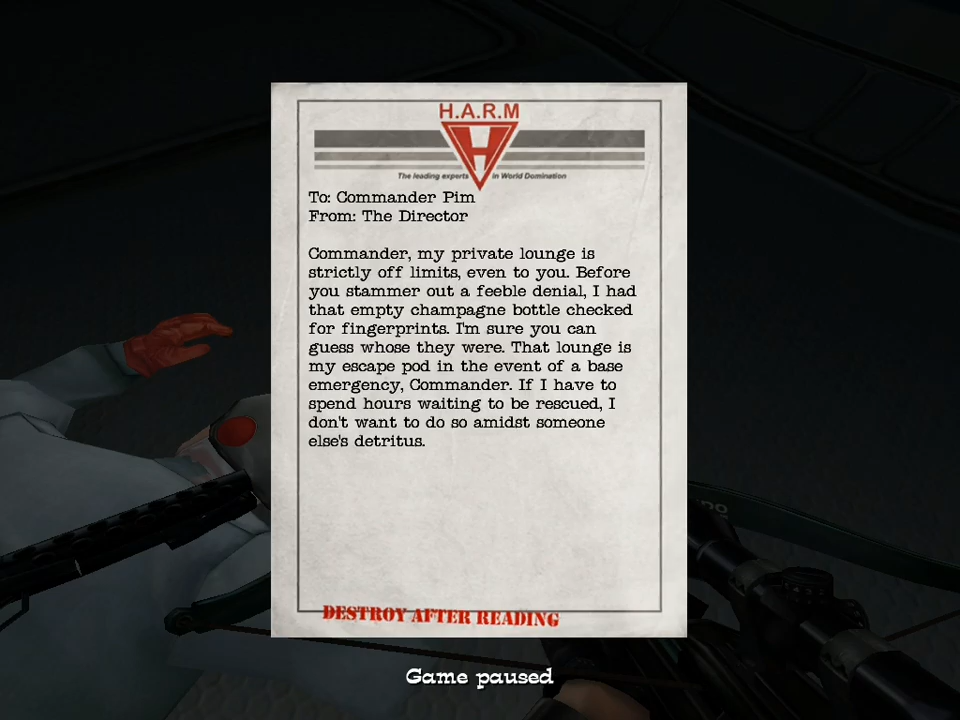 H.A.R.M
H
The leading experts in World Domination
To: Commander Pim
From: The Director
Commander, my private lounge is
strictly off limits, even to you. Before
you stammer out a feeble denial, I had
that empty champagne bottle checked
for fingerprints. I'm sure you can
guess whose they were. That lounge is
my escape pod in the event of a base
emergency, Commander. If I have to
spend hours waiting to be rescued, I
don't want to do so amidst someone
else's detritus.
DESTROY AFTER READING
Game paused